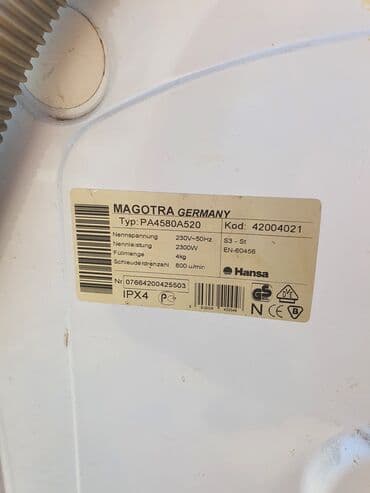 MAGOTRA GERMANY
Typ: PA4580A520 Kod: 42004021
Nennspannung 230V~50Hz S3 - St
Nennleistung 2300W EN-60456
Füllmenge 4kg
Schleuderdrehzahl 600 u/min Hansa
Nr 07664200425503
IPX4
N CE B